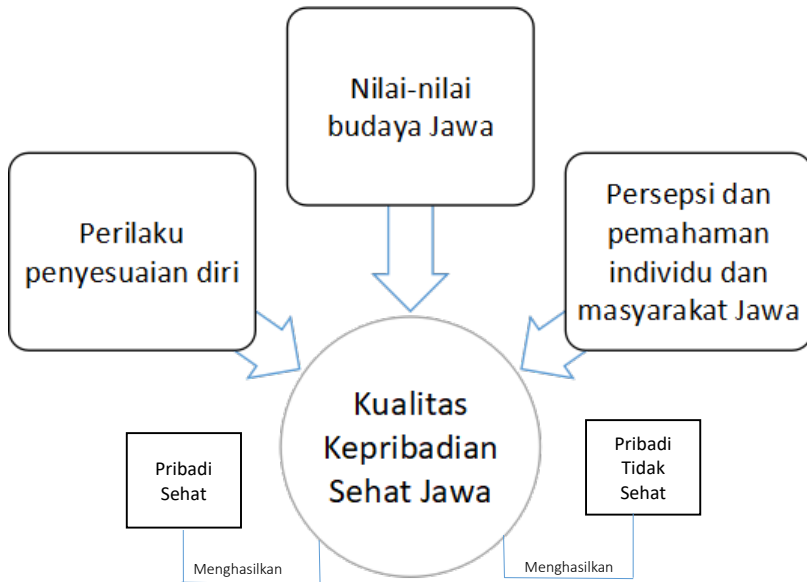 Nilai-nilai
budaya Jawa
Perilaku
penyesuaian diri
Persepsi dan
pemahaman
individu dan
masyarakat Jawa
Kualitas
Kepribadian
Sehat Jawa
Pribadi
Sehat
Pribadi
Tidak
Sehat
Menghasilkan
Menghasilkan